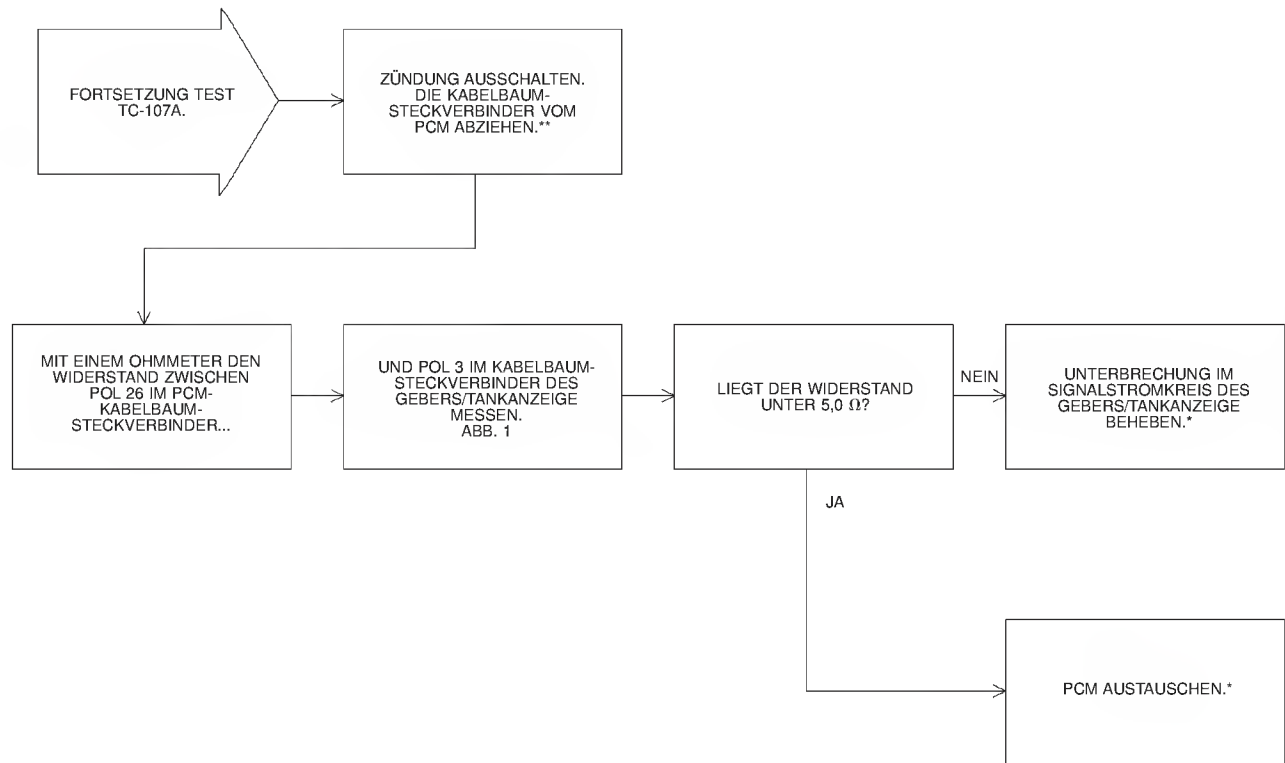 FORTSETZUNG TEST
TC-107A.
ZÜNDUNG AUSSCHALTEN.
DIE KABELBAUM-
STECKVERBINDER VOM
PCM ABZIEHEN.**
MIT EINEM OHMMETER DEN
WIDERSTAND ZWISCHEN
POL 26 IM PCM-
KABELBAUM-
STECKVERBINDER...
UND POL 3 IM KABELBAUM-
STECKVERBINDER DES
GEBERS/TANKANZEIGE
MESSEN.
ABB. 1
LIEGT DER WIDERSTAND
UNTER 5,0 Ω?
NEIN
UNTERBRECHUNG IM
SIGNALSTROMKREIS DES
GEBERS/TANKANZEIGE
BEHEBEN.*
JA
PCM AUSTAUSCHEN.*